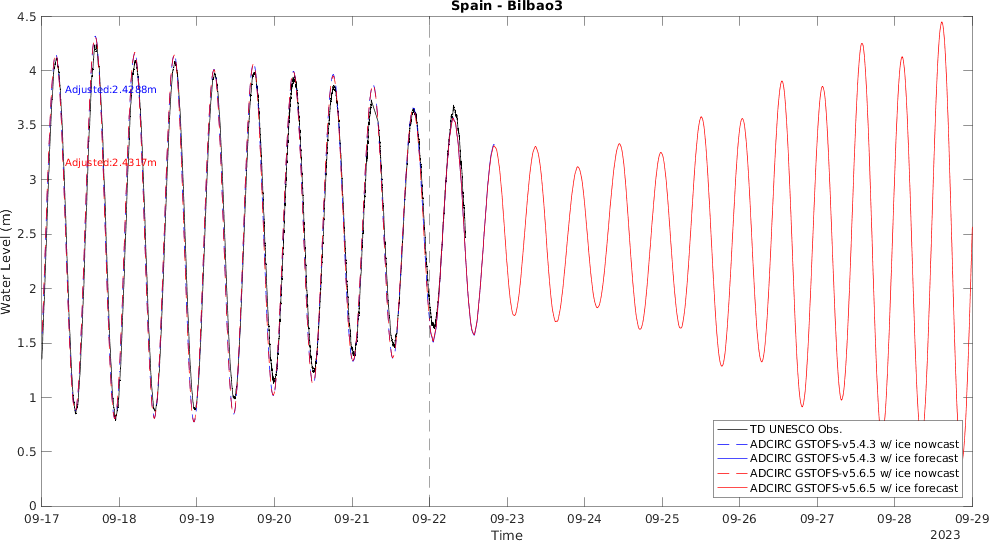 Spain - Bilbao3
4.5
4
3.5
3
2.5
2
1.5
1
0.5
0
Water Level (m)
Adjusted:2.4288m
Adjusted:2.4317m
TD UNESCO Obs.
ADCIRC GSTOFS-v5.4.3 w/ ice nowcast
ADCIRC GSTOFS-v5.4.3 w/ ice forecast
ADCIRC GSTOFS-v5.6.5 w/ ice nowcast
ADCIRC GSTOFS-v5.6.5 w/ ice forecast
09-17 09-18 09-19 09-20 09-21 09-22 09-23 09-24 09-25 09-26 09-27 09-28 09-29
Time
2023